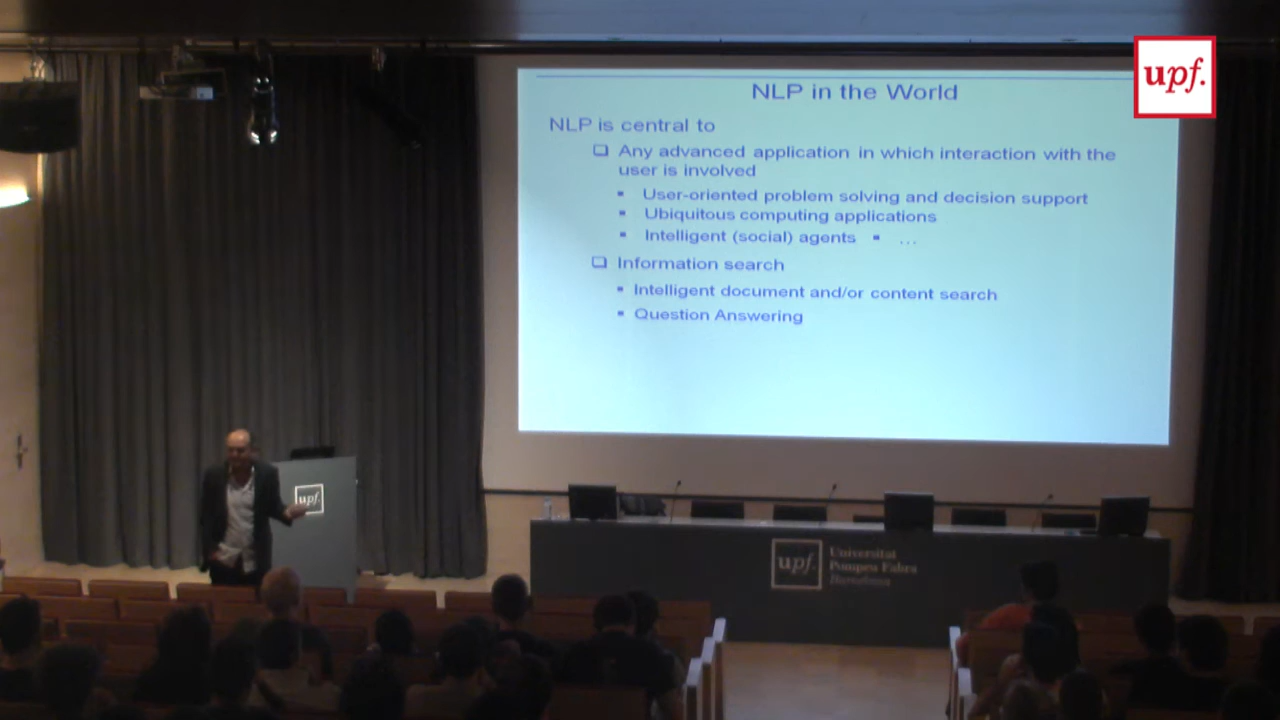 upf.
NLP in the World
NLP is central to
❑ Any advanced application in which interaction with the
user is involved
▪ User-oriented problem solving and decision support
▪ Ubiquitous computing applications
▪ Intelligent (social) agents ▪ ...
❑ Information search
▪ Intelligent document and/or content search
▪ Question Answering
upf.
upf.
Universitat
Pompeu Fabra
Barcelona